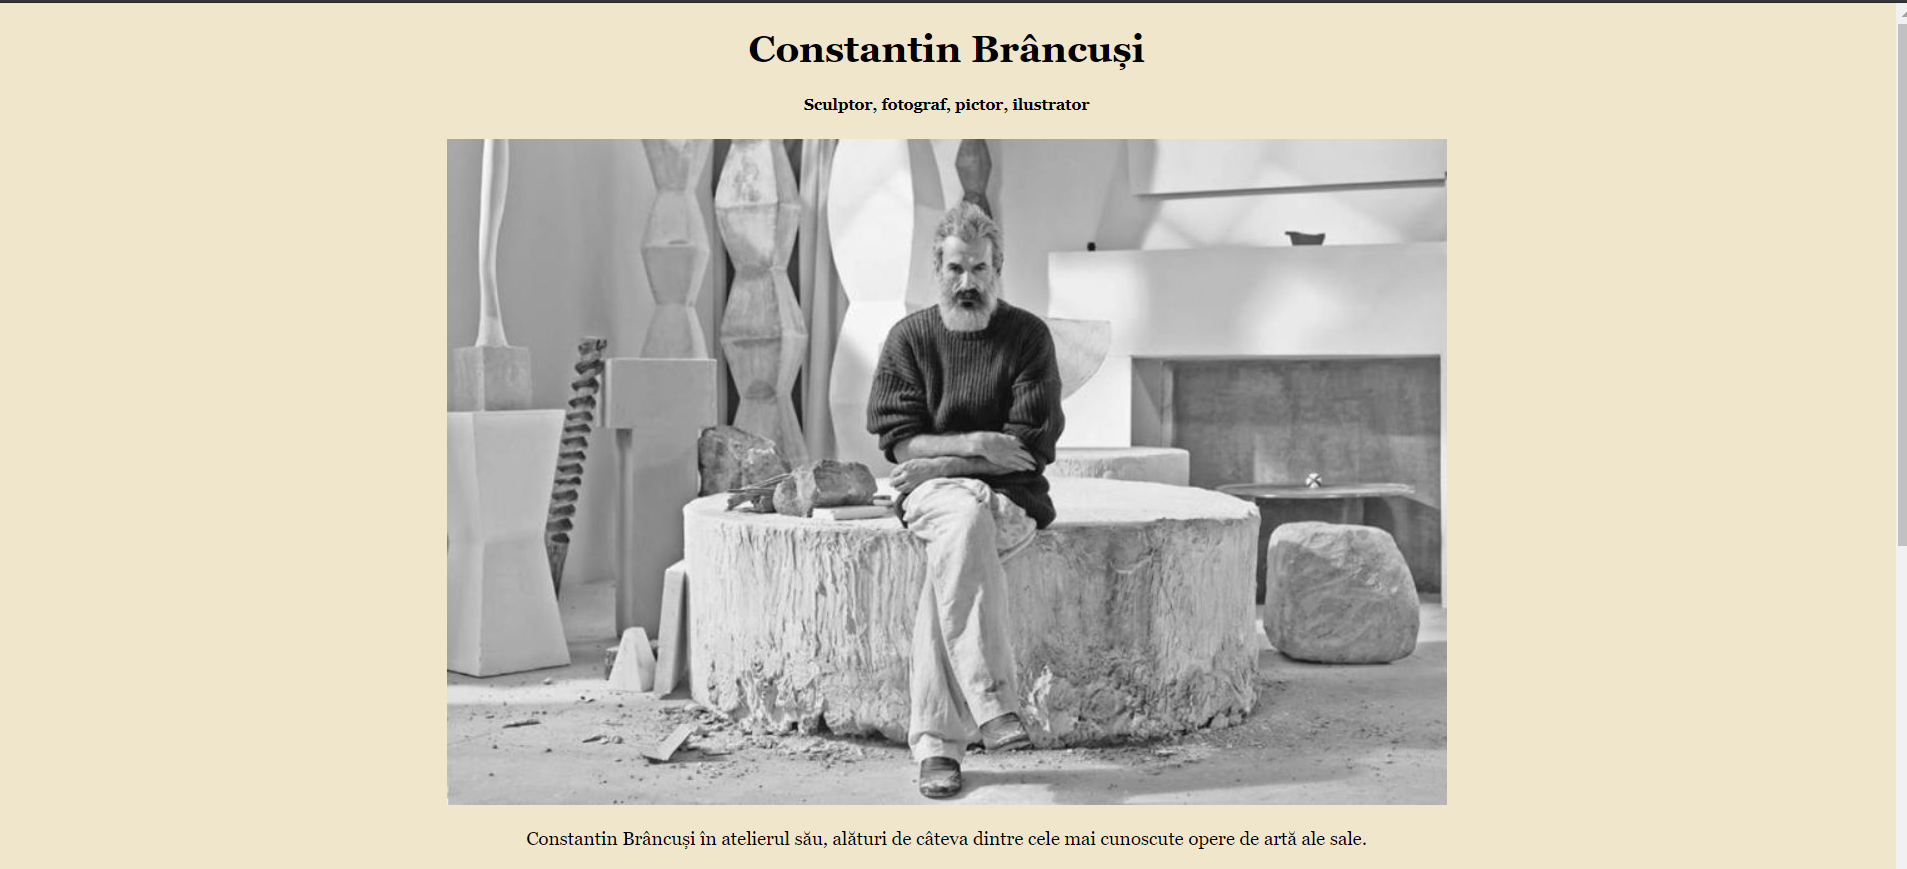 Constantin Brâncuși
Sculptor, fotograf, pictor, ilustrator
Constantin Brâncuși în atelierul său, alături de câteva dintre cele mai cunoscute opere de artă ale sale.